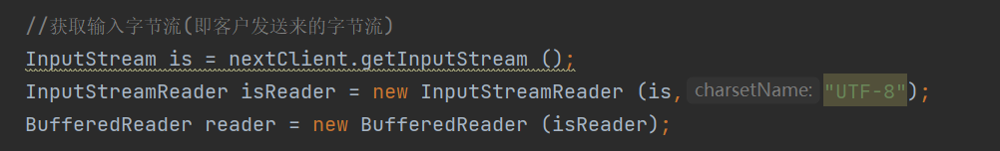 //获取输入字节流(即客户发送来的字节流)
InputStream is = nextClient.getInputStream ();
InputStreamReader isReader = new InputStreamReader (is, charsetName: "UTF-8");
BufferedReader reader = new BufferedReader (isReader);